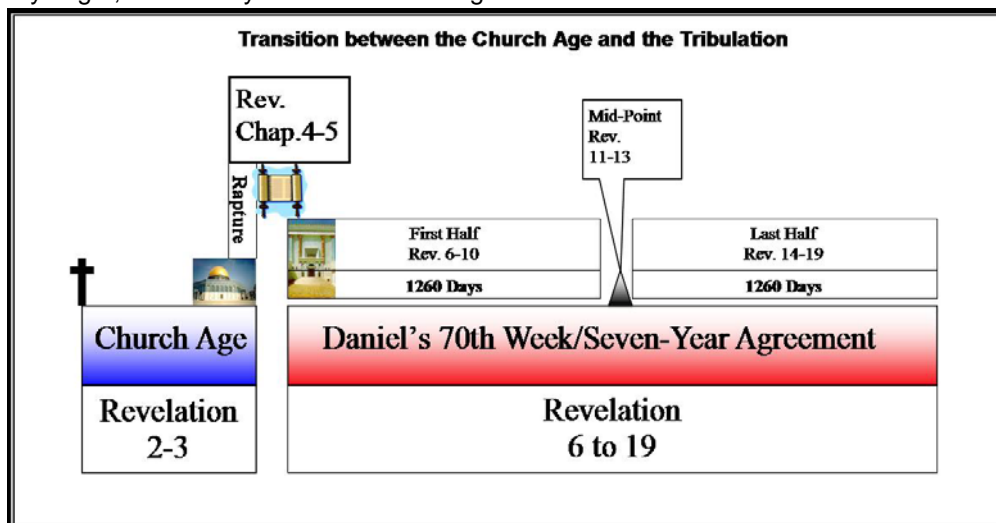 Transition between the Church Age and the Tribulation
Rev.
Chap.4-5
Rapture
Mid-Point
Rev.
11-13
First Half
Rev. 6-10
1260 Days
Last Half
Rev. 14-19
1260 Days
Church Age
Daniel's 70th Week/Seven-Year Agreement
Revelation
2-3
Revelation
6 to 19